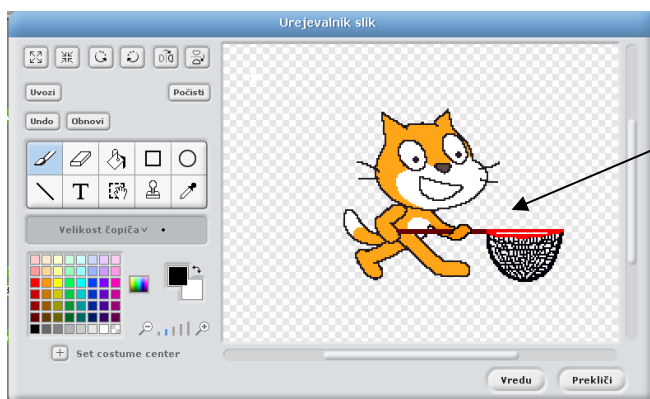 Urejevalnik slik
Uvozi
Počisti
Undo
Obnovi
T
Velikost čopiča
Set costume center
Vredu
Prekliči